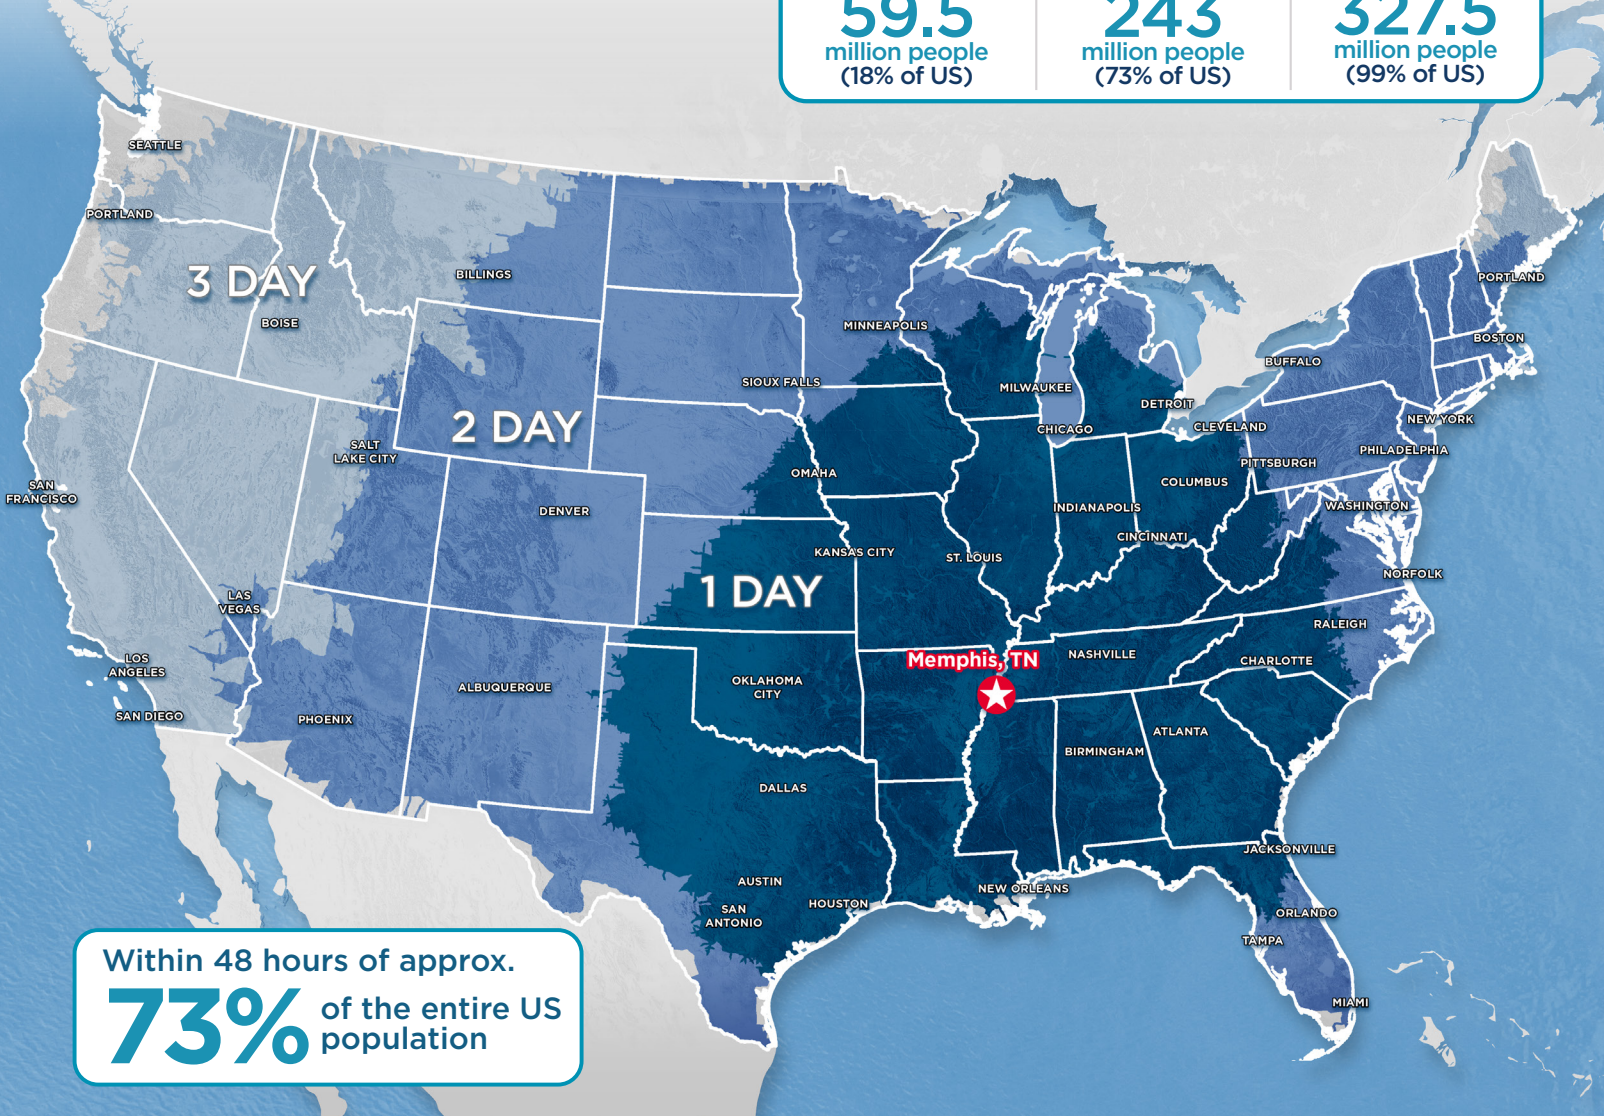 59.5
million people
(18% of US)
243
million people
(73% of US)
327.5
million people
(99% of US)
SEATTLE
PORTLAND
3 DAY
BOISE
BILLINGS
MINNEAPOLIS
SIOUX FALLS
MILWAUKEE
DETROIT
CHICAGO
CLEVELAND
BUFFALO
PORTLAND
BOSTON
NEW YORK
PHILADELPHIA
PITTSBURGH
2 DAY
SALT
LAKE CITY
OMAHA
COLUMBUS
SAN
FRANCISCO
DENVER
INDIANAPOLIS
WASHINGTON
CINCINNATI
KANSAS CITY
ST. LOUIS
NORFOLK
1 DAY
LAS
VEGAS
RALEIGH
LOS
ANGELES
Memphis, TN
NASHVILLE
CHARLOTTE
ALBUQUERQUE
OKLAHOMA
CITY
SAN DIEGO
PHOENIX
ATLANTA
BIRMINGHAM
DALLAS
JACKSONVILLE
AUSTIN
NEW ORLEANS
HOUSTON
SAN
ANTONIO
ORLANDO
TAMPA
MIAMI
Within 48 hours of approx.
73%
of the entire US
population